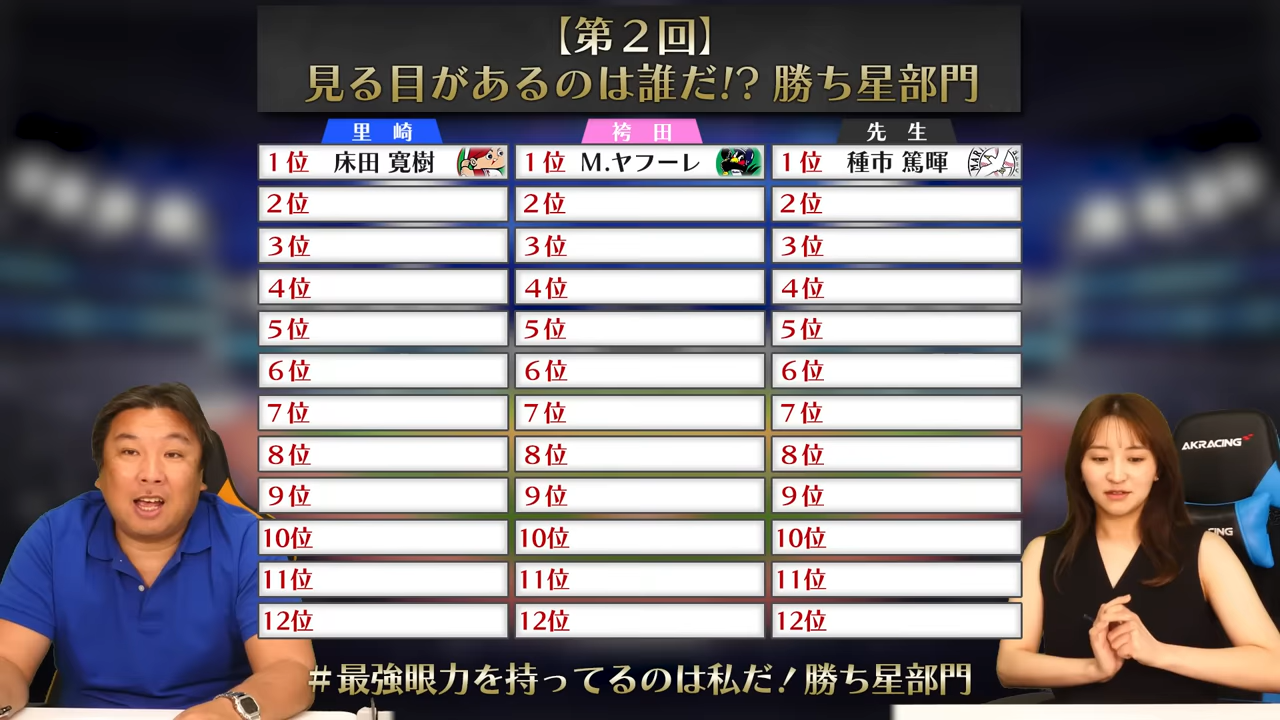 【第２回】
見る目があるのは誰だ!? 勝ち星部門
里 崎 袴 田 先 生
1位 床田 寛樹 1位 M.ヤフーレ 1位 種市 篤暉
2位 2位 2位
3位 3位 3位
4位 4位 4位
5位 5位 5位
6位 6位 6位
7位 7位 7位
8位 8位 8位
9位 9位 9位
10位 10位 10位
11位 11位 11位
12位 12位 12位
AKRACING
#最強眼力を持ってるのは私だ！勝ち星部門